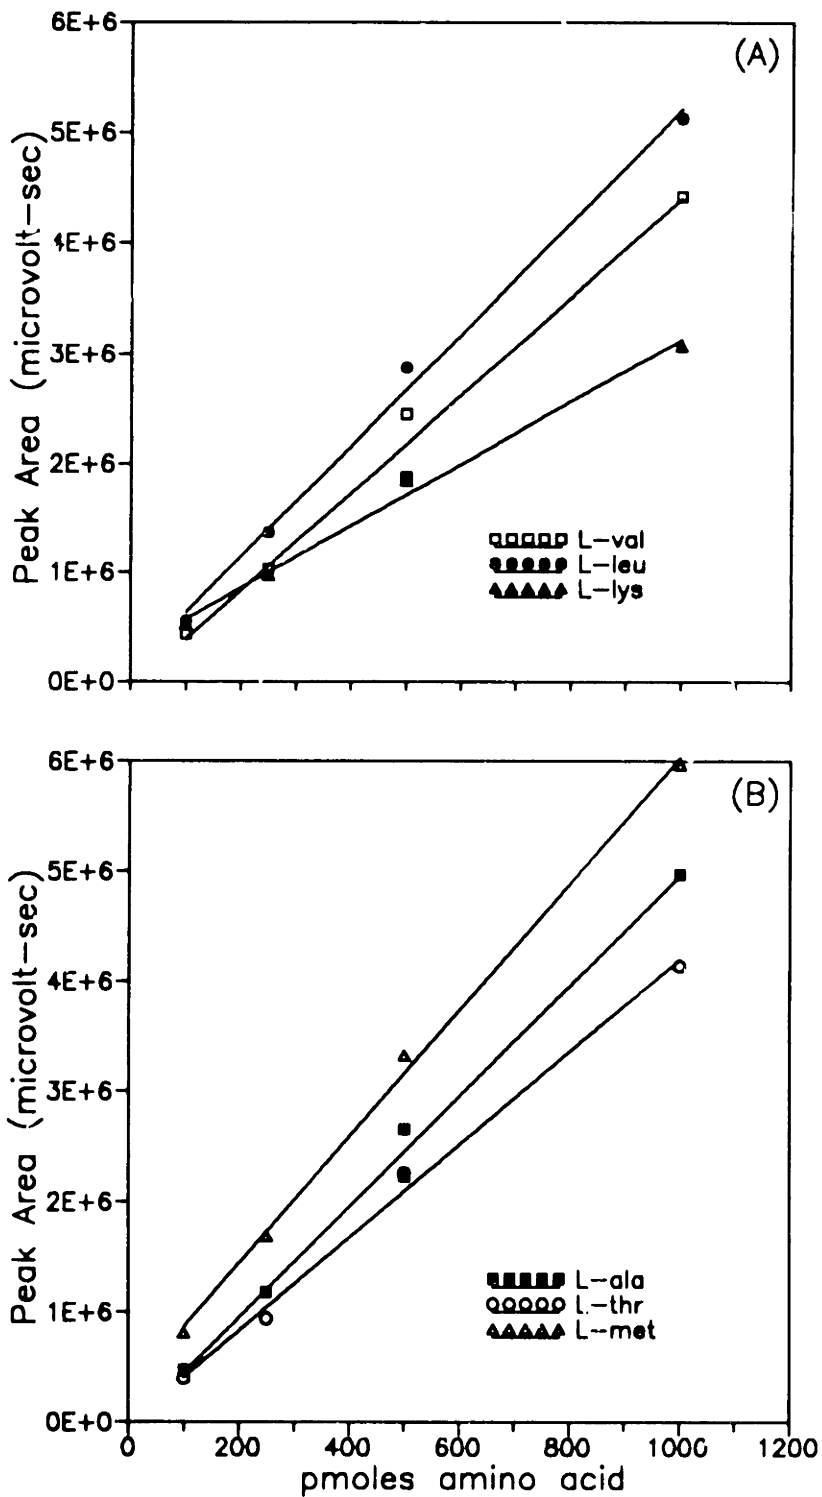 6E+6
(A)
5E+6
4E+6
3E+6
2E+6
1E+6
0E+0
Peak Area (microvolt-sec)
L-val
L-leu
L-lys
6E+6
(B)
5E+6
4E+6
3E+6
2E+6
1E+6
0E+0
Peak Area (microvolt-sec)
L-ala
L-thr
L-met
0 200 400 600 800 1000 1200
pmoles amino acid